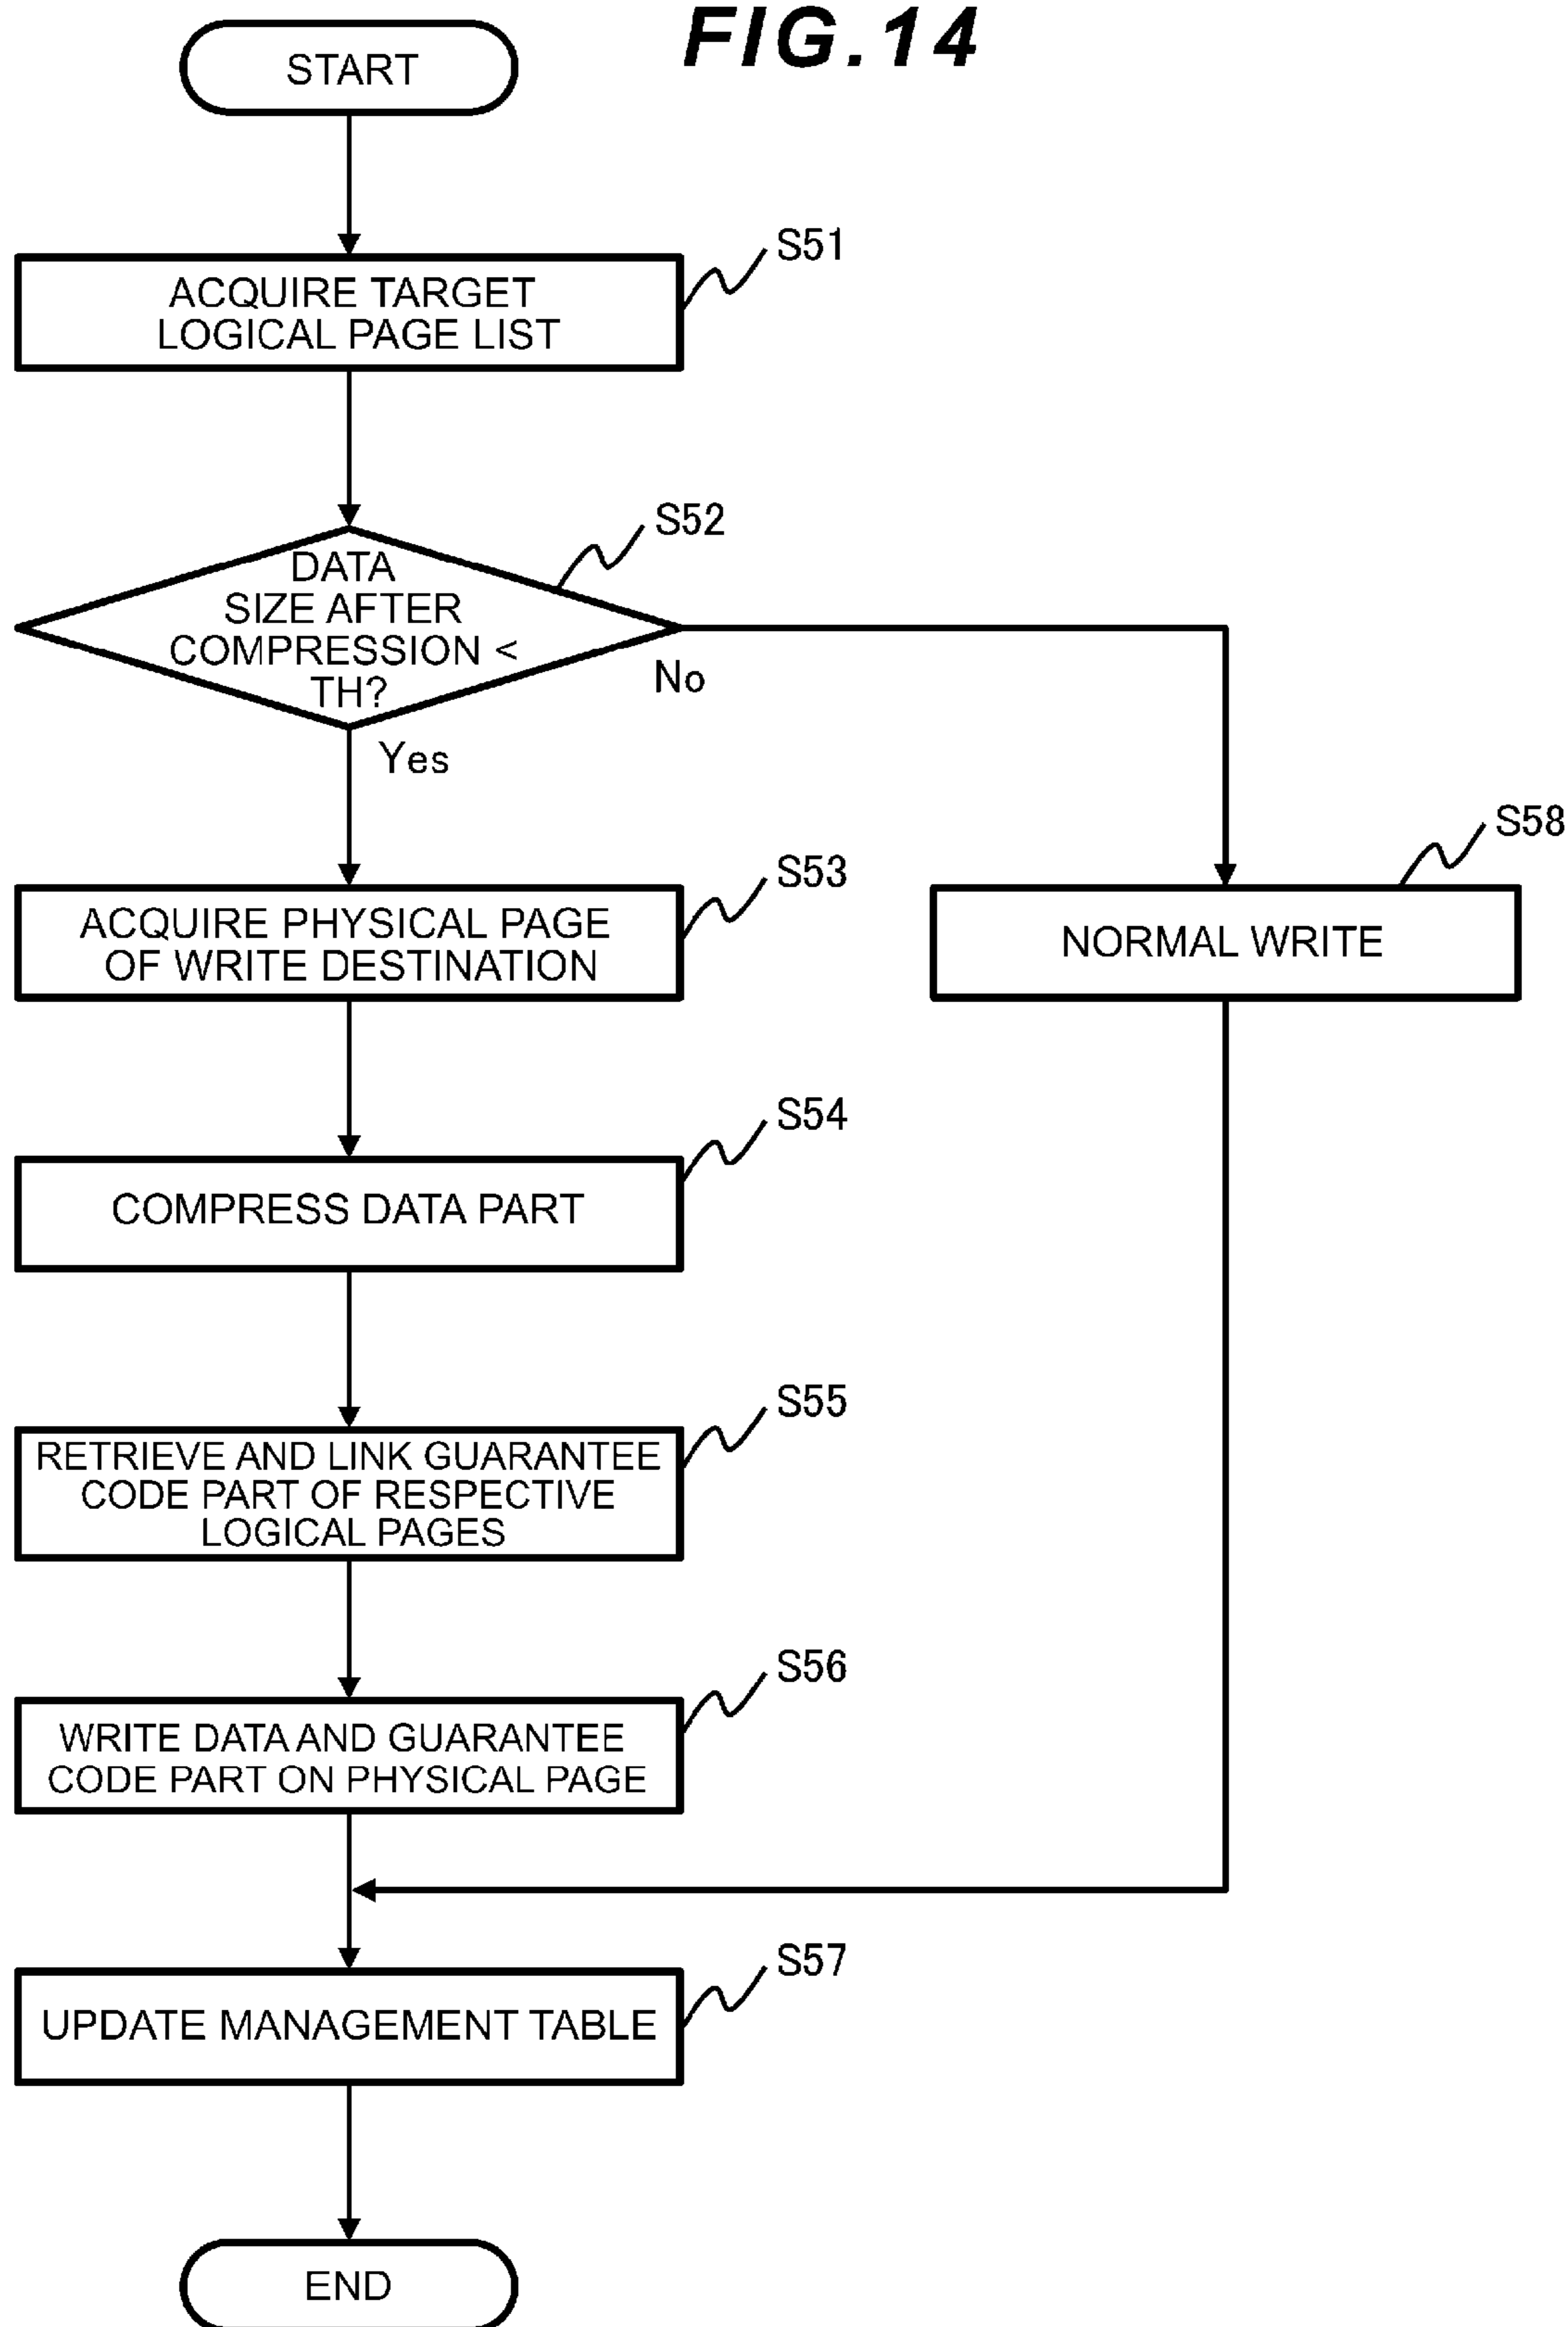 FIG.14
START
S51
ACQUIRE TARGET
LOGICAL PAGE LIST
S52
DATA
SIZE AFTER
COMPRESSION <
TH?
No
Yes
S53
ACQUIRE PHYSICAL PAGE
OF WRITE DESTINATION
S58
NORMAL WRITE
S54
COMPRESS DATA PART
S55
RETRIEVE AND LINK GUARANTEE
CODE PART OF RESPECTIVE
LOGICAL PAGES
S56
WRITE DATA AND GUARANTEE
CODE PART ON PHYSICAL PAGE
S57
UPDATE MANAGEMENT TABLE
END